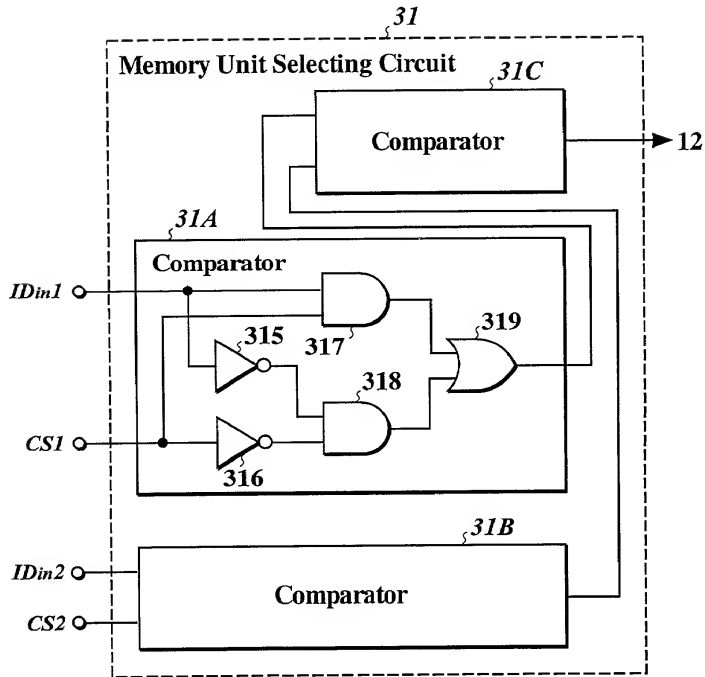 31
Memory Unit Selecting Circuit
31C
Comparator
12
31A
Comparator
IDin1
315
317
319
318
CS1
316
31B
IDin2
Comparator
CS2